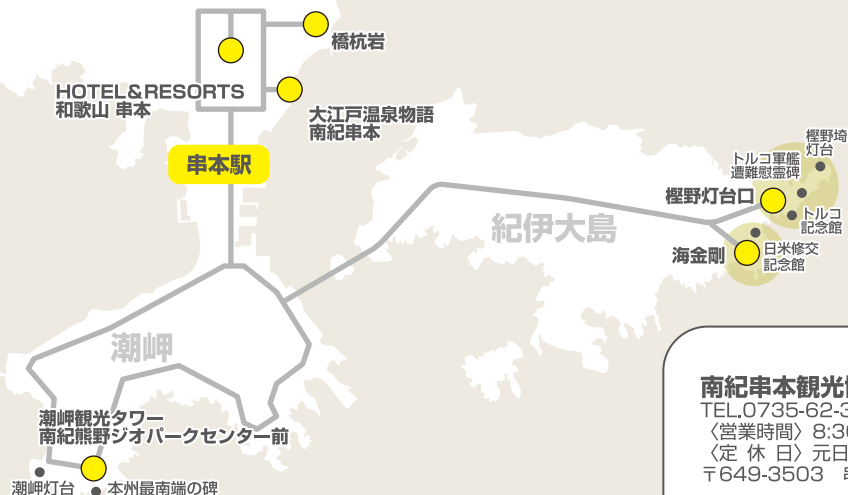 橋杭岩
HOTEL&RESORTS
和歌山 串本
大江戸温泉物語
南紀串本
串本駅
樫野埼
灯台
トルコ軍艦
遭難慰霊碑
樫野灯台口
トルコ
記念館
紀伊大島
海金剛
日米修交
記念館
潮岬
潮岬観光タワー
南紀熊野ジオパークセンター前
潮岬灯台
本州最南端の碑
南紀串本観光
TEL.0735-62-3
〈営業時間〉8:3
〈定 休 日〉元日
〒649-3503